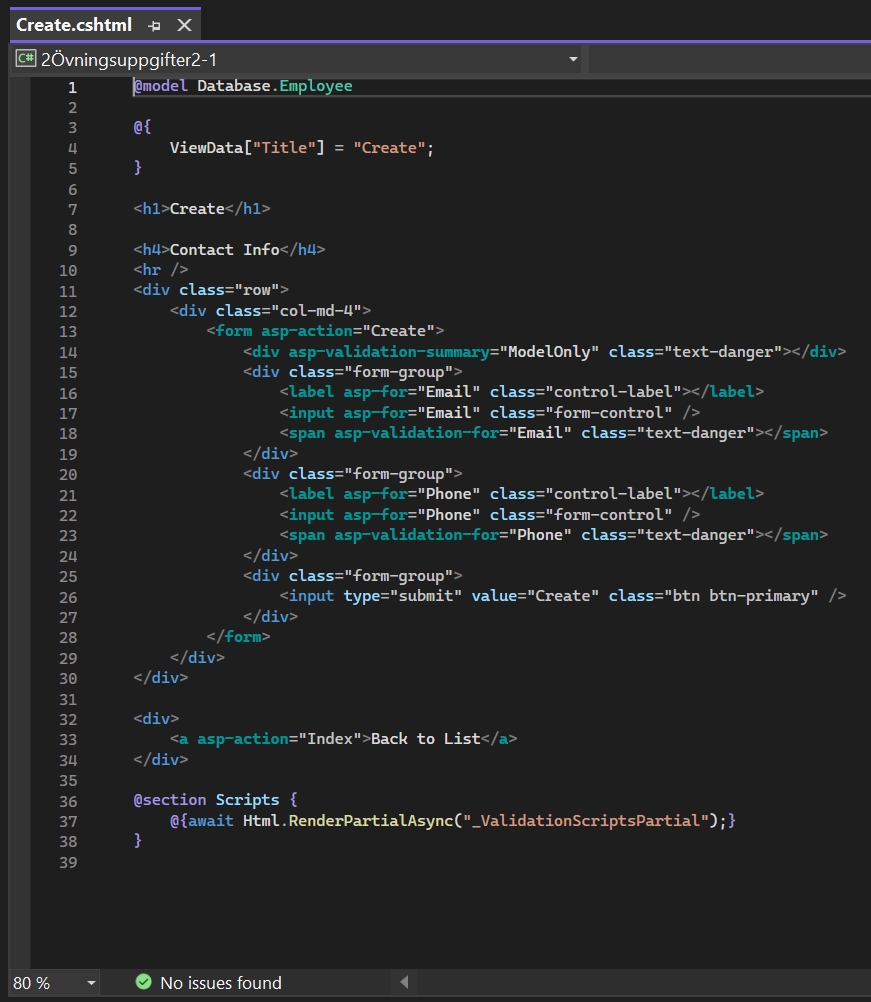 Create.cshtml
C# 2Övningsuppgifter2-1
1 @model Database.Employee
2
3 @{
4     ViewData["Title"] = "Create";
5 }
6
7 <h1>Create</h1>
8
9 <h4>Contact Info</h4>
10 <hr />
11 <div class="row">
12     <div class="col-md-4">
13         <form asp-action="Create">
14             <div asp-validation-summary="ModelOnly" class="text-danger"></div>
15             <div class="form-group">
16                 <label asp-for="Email" class="control-label"></label>
17                 <input asp-for="Email" class="form-control" />
18                 <span asp-validation-for="Email" class="text-danger"></span>
19             </div>
20             <div class="form-group">
21                 <label asp-for="Phone" class="control-label"></label>
22                 <input asp-for="Phone" class="form-control" />
23                 <span asp-validation-for="Phone" class="text-danger"></span>
24             </div>
25             <div class="form-group">
26                 <input type="submit" value="Create" class="btn btn-primary" />
27             </div>
28         </form>
29     </div>
30 </div>
31
32 <div>
33     <a asp-action="Index">Back to List</a>
34 </div>
35
36 @section Scripts {
37     @{await Html.RenderPartialAsync("_ValidationScriptsPartial");}
38 }
39
80 % No issues found